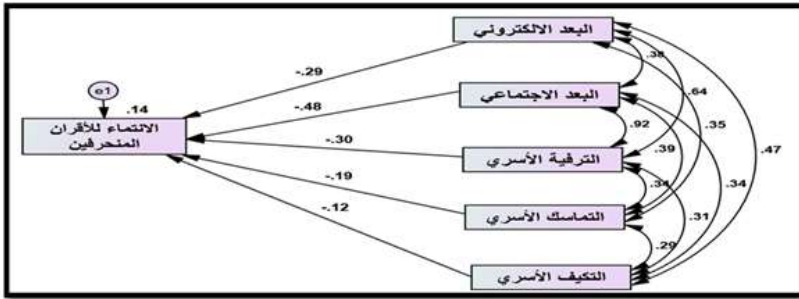 البعد الالكتروني
-.29
.38
e1
.14
-.48
البعد الاجتماعي
.64
الانتماء للأقران
المنحرفين
.92
.35
-.30
الترفية الأسري
.39
.47
-.19
.34
.34
التماسك الأسري
.31
-.12
.29
التكيف الأسري